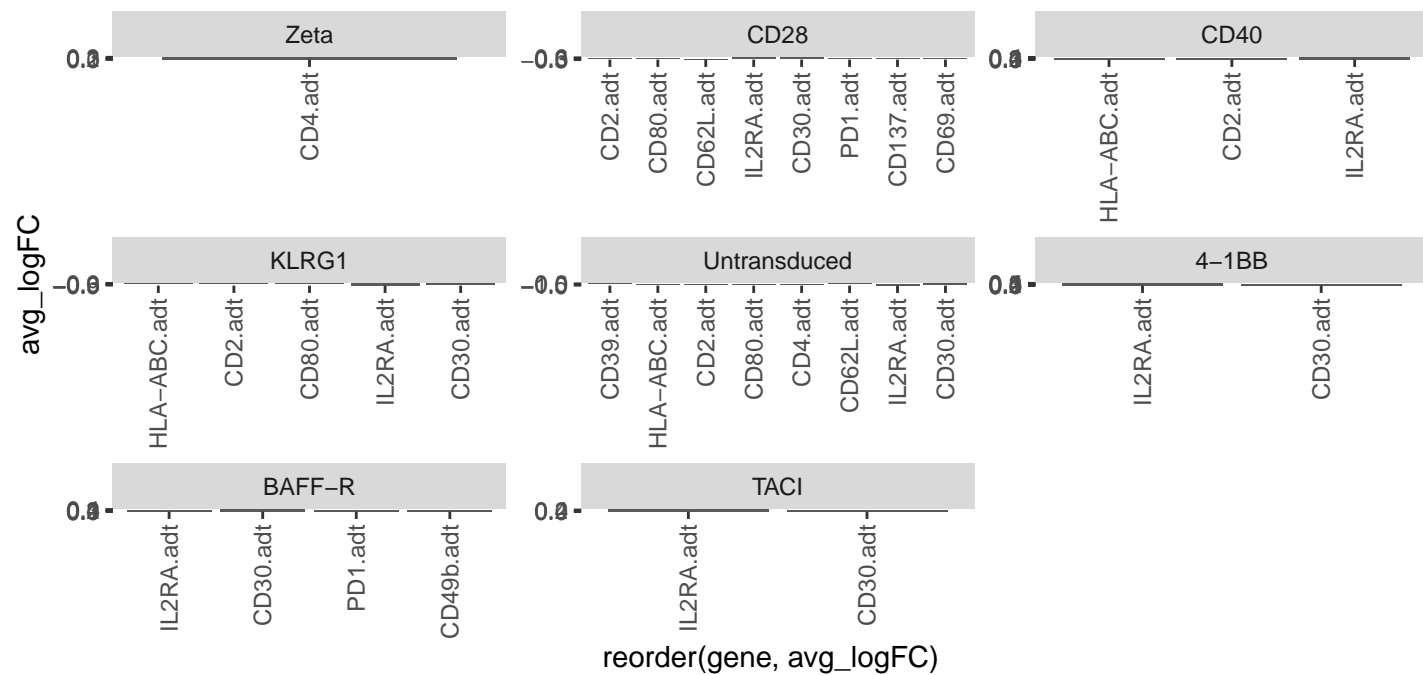 Zeta
CD28
CD40
CD4.adt
CD2.adt
CD80.adt
CD62L.adt
IL2RA.adt
CD30.adt
PD1.adt
CD137.adt
CD69.adt
HLA−ABC.adt
CD2.adt
IL2RA.adt
avg_logFC
KLRG1
Untransduced
4−1BB
HLA−ABC.adt
CD2.adt
CD80.adt
IL2RA.adt
CD30.adt
CD39.adt
HLA−ABC.adt
CD2.adt
CD80.adt
CD4.adt
CD62L.adt
IL2RA.adt
CD30.adt
IL2RA.adt
CD30.adt
BAFF−R
TACI
IL2RA.adt
CD30.adt
PD1.adt
CD49b.adt
IL2RA.adt
CD30.adt
reorder(gene, avg_logFC)